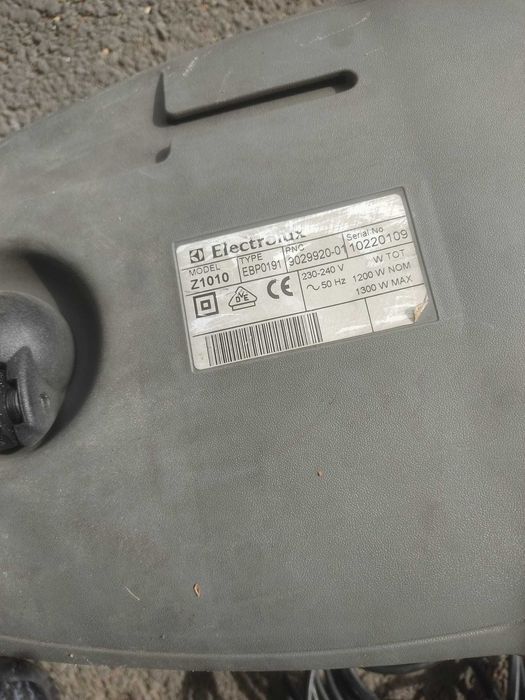 Electrolux
MODEL TYPE PNC Serial.No
Z1010 EBP0191 9029920-01 10220109
230-240 V W TOT
50 Hz 1200 W NOM
1300 W MAX
DVE CE